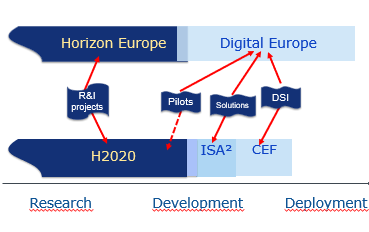 Horizon Europe
Digital Europe
R&I
projects
Pilots
Solutions
DSI
H2020
ISA²
CEF
Research
Development
Deployment